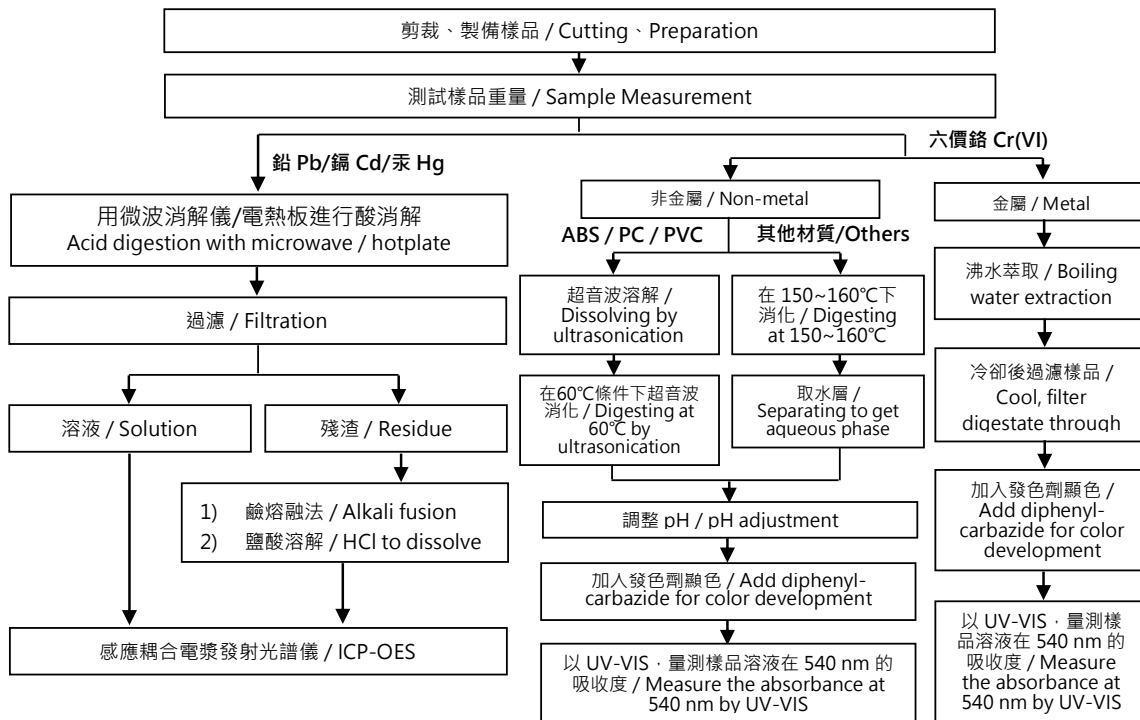 剪裁、製備樣品 / Cutting、Preparation
測試樣品重量 / Sample Measurement
鉛 Pb/鎘 Cd/汞 Hg
六價鉻 Cr(VI)
用微波消解儀/電熱板進行酸消解
Acid digestion with microwave / hotplate
過濾 / Filtration
溶液 / Solution
殘渣 / Residue
1) 鹼熔融法 / Alkali fusion
2) 鹽酸溶解 / HCl to dissolve
感應耦合電漿發射光譜儀 / ICP-OES
非金屬 / Non-metal
ABS / PC / PVC
其他材質/Others
超音波溶解 /
Dissolving by
ultrasonication
在60℃條件下超音波
消化 / Digesting at
60℃ by
ultrasonication
在 150~160℃下
消化 / Digesting
at 150~160℃
取水層 /
Separating to get
aqueous phase
調整 pH / pH adjustment
加入發色劑顯色 / Add diphenyl-
carbazide for color development
以 UV-VIS﹐量測樣品溶液在 540 nm 的
吸收度 / Measure the absorbance at
540 nm by UV-VIS
金屬 / Metal
沸水萃取 / Boiling
water extraction
冷卻後過濾樣品 /
Cool, filter
digestate through
加入發色劑顯色 /
Add diphenyl-
carbazide for color
development
以 UV-VIS﹐量測樣
品溶液在 540 nm 的
吸收度 / Measure
the absorbance at
540 nm by UV-VIS